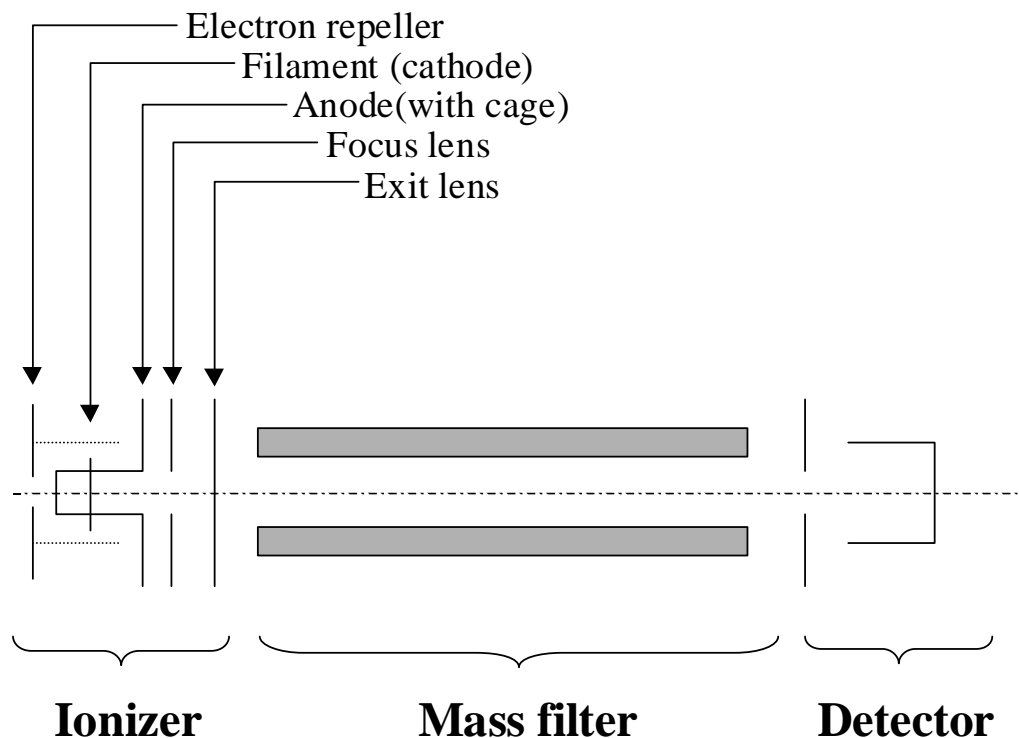 Electron repeller
Filament (cathode)
Anode(with cage)
Focus lens
Exit lens
Ionizer
Mass filter
Detector